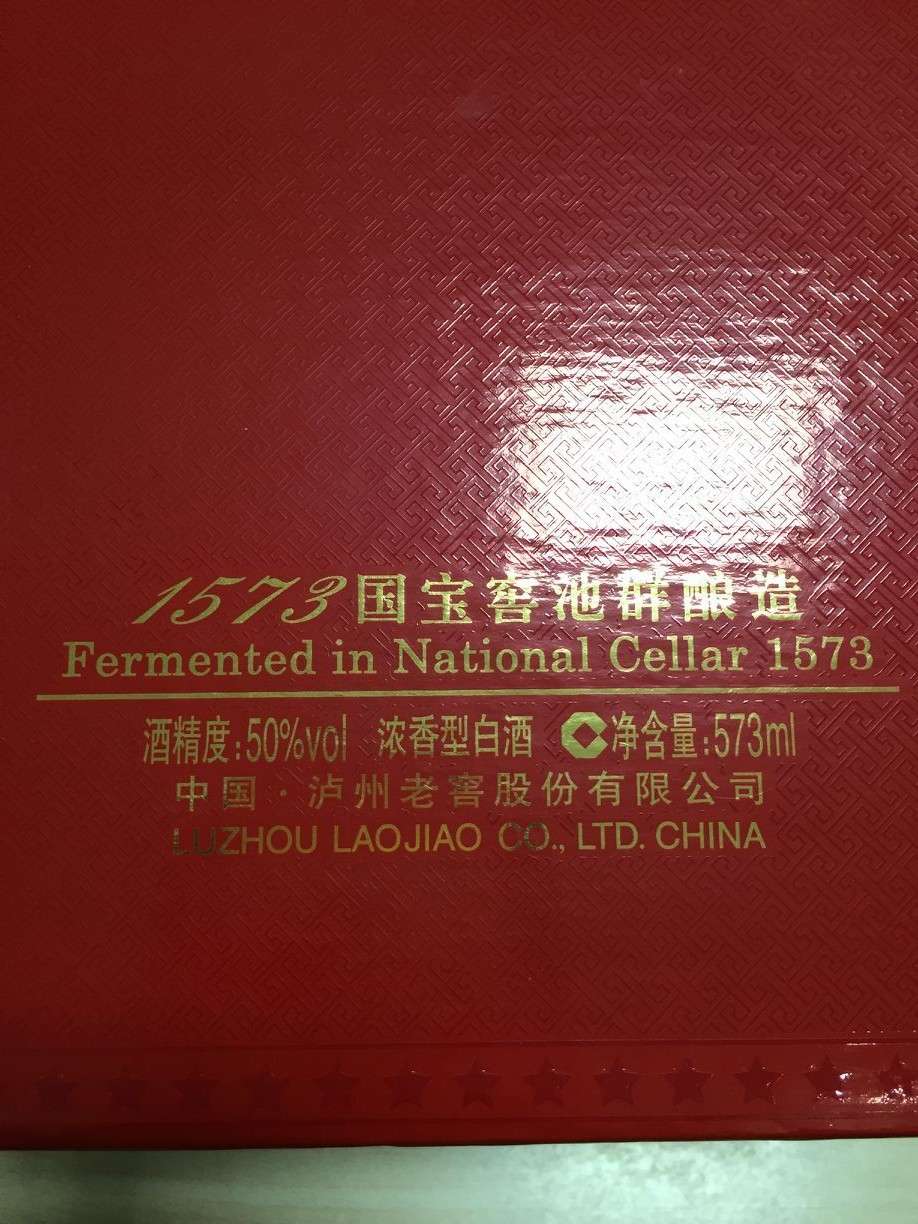 1573国宝窖池群酿造
Fermented in National Cellar 1573
酒精度:50%vol 浓香型白酒 净含量:573ml
中国·泸州老窖股份有限公司
LUZHOU LAOJIAO CO., LTD. CHINA